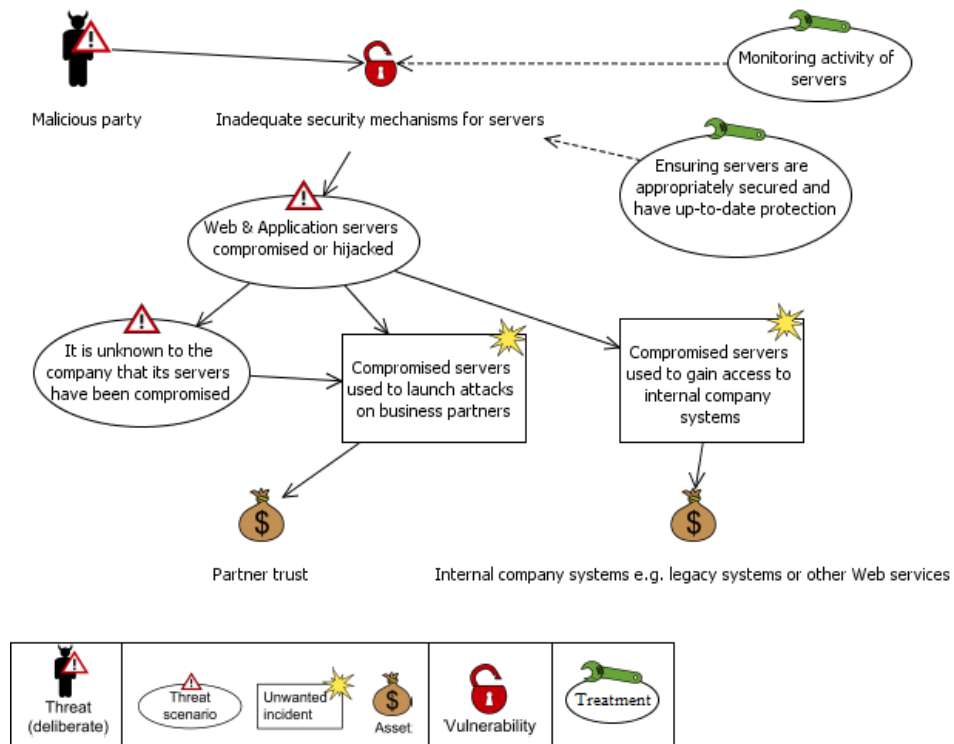 Monitoring activity of
servers
Malicious party
Inadequate security mechanisms for servers
Ensuring servers are
appropriately secured and
have up-to-date protection
Web & Application servers
compromised or hijacked
It is unknown to the
company that its servers
have been compromised
Compromised servers
used to launch attacks
on business partners
Compromised servers
used to gain access to
internal company
systems
$
$
Partner trust
Internal company systems e.g. legacy systems or other Web services
Threat
(deliberate)
Threat
scenario
Unwanted
incident
$
Asset
Vulnerability
Treatment